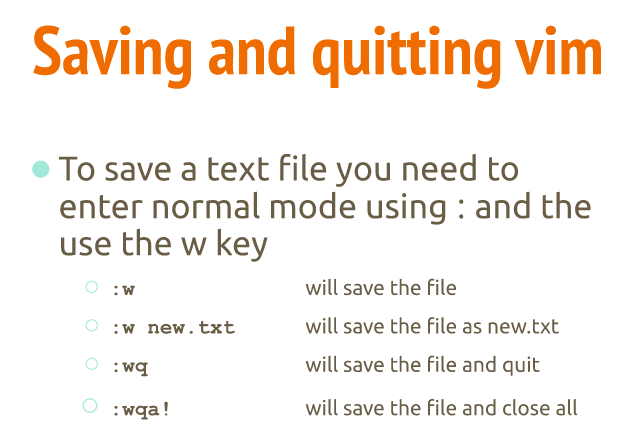 Saving and quitting vim
To save a text file you need to
enter normal mode using : and the
use the w key
:w will save the file
:w new.txt will save the file as new.txt
:wq will save the file and quit
:wqa! will save the file and close all